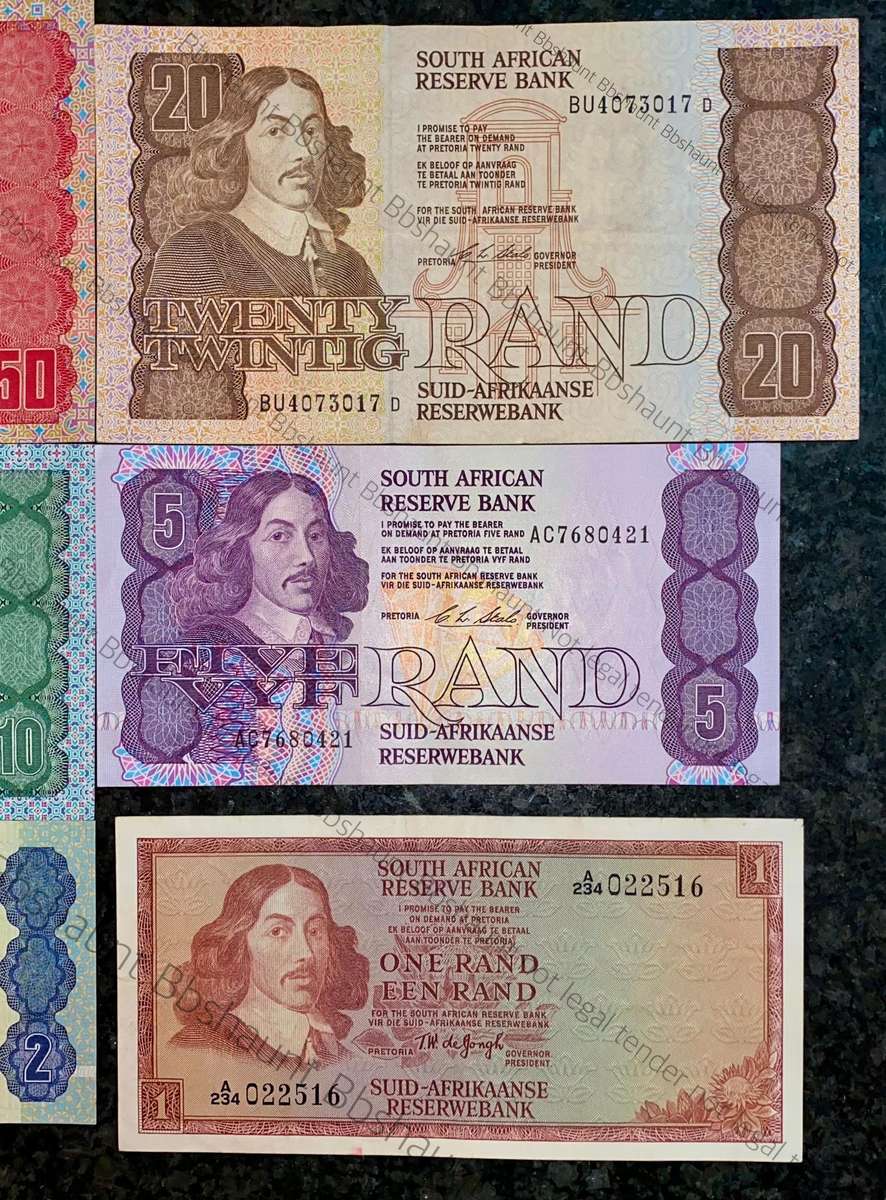 20
SOUTH AFRICAN
RESERVE BANK
BU4073017 D
I PROMISE TO PAY
THE BEARER ON DEMAND
AT PRETORIA TWENTY RAND
EK BELOOF OP AANVRAAG
TE BETAAL AAN TOONDER
TE PRETORIA TWINTIG RAND
FOR THE SOUTH AFRICAN RESERVE BANK
VIR DIE SUID-AFRIKAANSE RESERWEBANK
PRETORIA GOVERNOR
PRESIDENT
TWENTY
TWINTIG
RAND
20
BU4073017 D
SUID-AFRIKAANSE
RESERWEBANK
50
5
SOUTH AFRICAN
RESERVE BANK
I PROMISE TO PAY THE BEARER
ON DEMAND AT PRETORIA FIVE RAND
AC7680421
EK BELOOF OP AANVRAAG TE BETAAL
AAN TOONDER TE PRETORIA VYF RAND
FOR THE SOUTH AFRICAN RESERVE BANK
VIR DIE SUID-AFRIKAANSE RESERWEBANK
PRETORIA GOVERNOR
PRESIDENT
FIVE
VYF
RAND
5
AC7680421
SUID-AFRIKAANSE
RESERWEBANK
10
1
SOUTH AFRICAN
RESERVE BANK
A/234 022516
I PROMISE TO PAY THE BEARER
ON DEMAND AT PRETORIA
EK BELOOF OP AANVRAAG TE BETAAL
AAN TOONDER TE PRETORIA
ONE RAND
EEN RAND
FOR THE SOUTH AFRICAN RESERVE BANK
VIR DIE SUID-AFRIKAANSE RESERWEBANK
PRETORIA T.W. de Jongh GOVERNOR
PRESIDENT
A/234 022516
SUID-AFRIKAANSE
RESERWEBANK
1
2
Bbshaunt Bbshaunt Bbshaunt Not legal tender